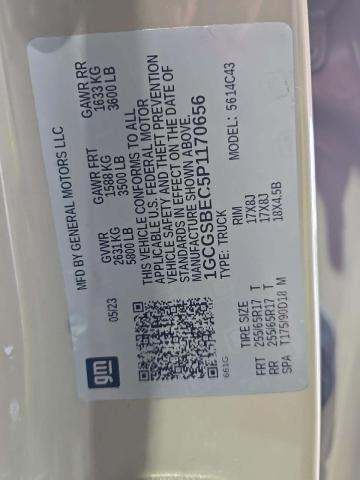 gm
MFD BY GENERAL MOTORS LLC
05/23
GVWR
2631 KG
5800 LB
GAWR FRT
1588 KG
3500 LB
GAWR RR
1633 KG
3600 LB
THIS VEHICLE CONFORMS TO ALL
APPLICABLE U.S. FEDERAL MOTOR
VEHICLE SAFETY AND THEFT PREVENTION
STANDARDS IN EFFECT ON THE DATE OF
MANUFACTURE SHOWN ABOVE.
1GCGSBEC5P1170656
TYPE: TRUCK
MODEL: 5614C43
661G
TIRE SIZE RIM
FRT 255/65R17 T 17X8J
RR 255/65R17 T 17X8J
SPA T175/90D18 M 18X4.5B